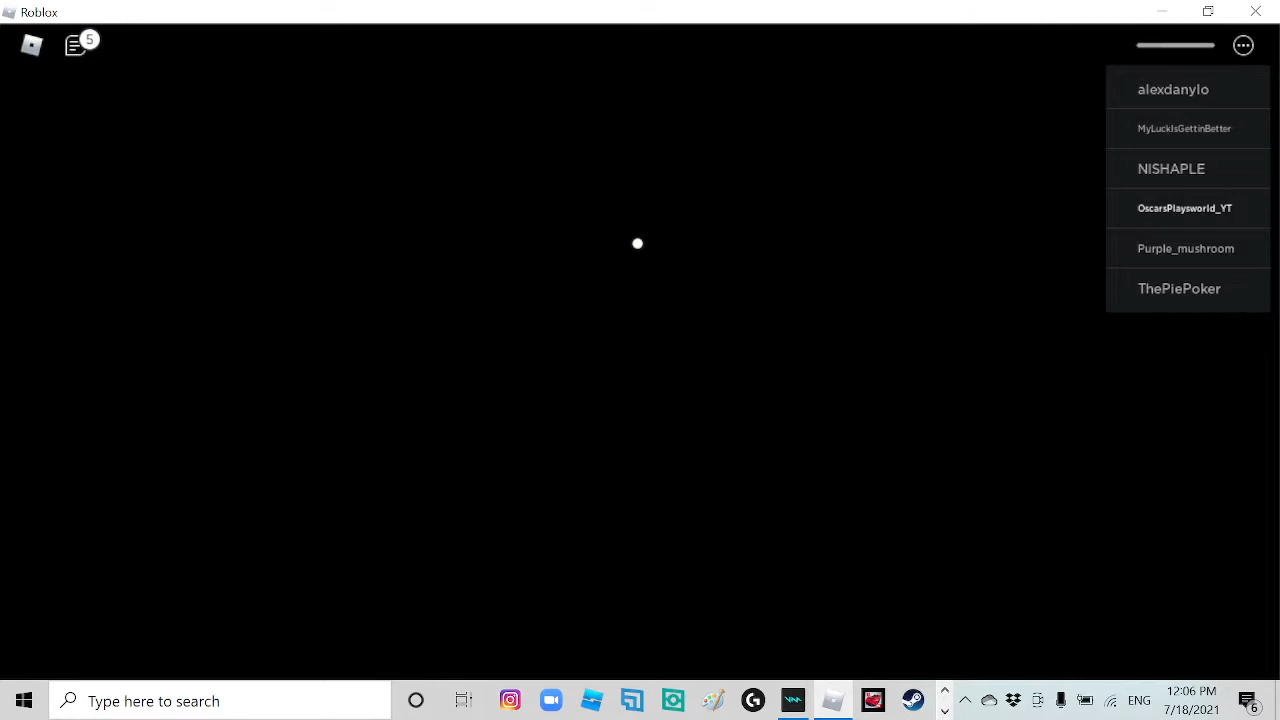 Roblox
5
alexdanylo
MyLuckIsGettinBetter
NISHAPLE
OscarsPlaysworld_YT
Purple_mushroom
ThePiePoker
Type here to search
ENG
12:06 PM
7/18/2021
6